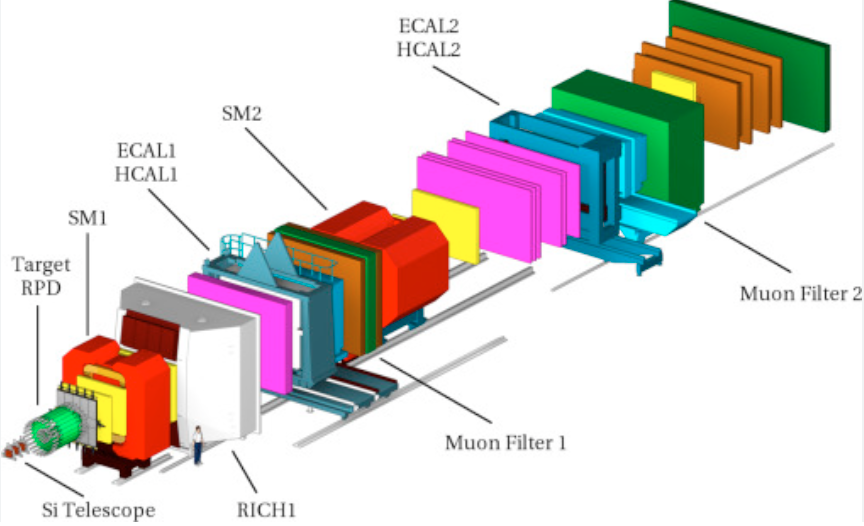 ECAL2
HCAL2
SM2
ECAL1
HCAL1
SM1
Target
RPD
Muon Filter 2
Muon Filter 1
Si Telescope
RICH1